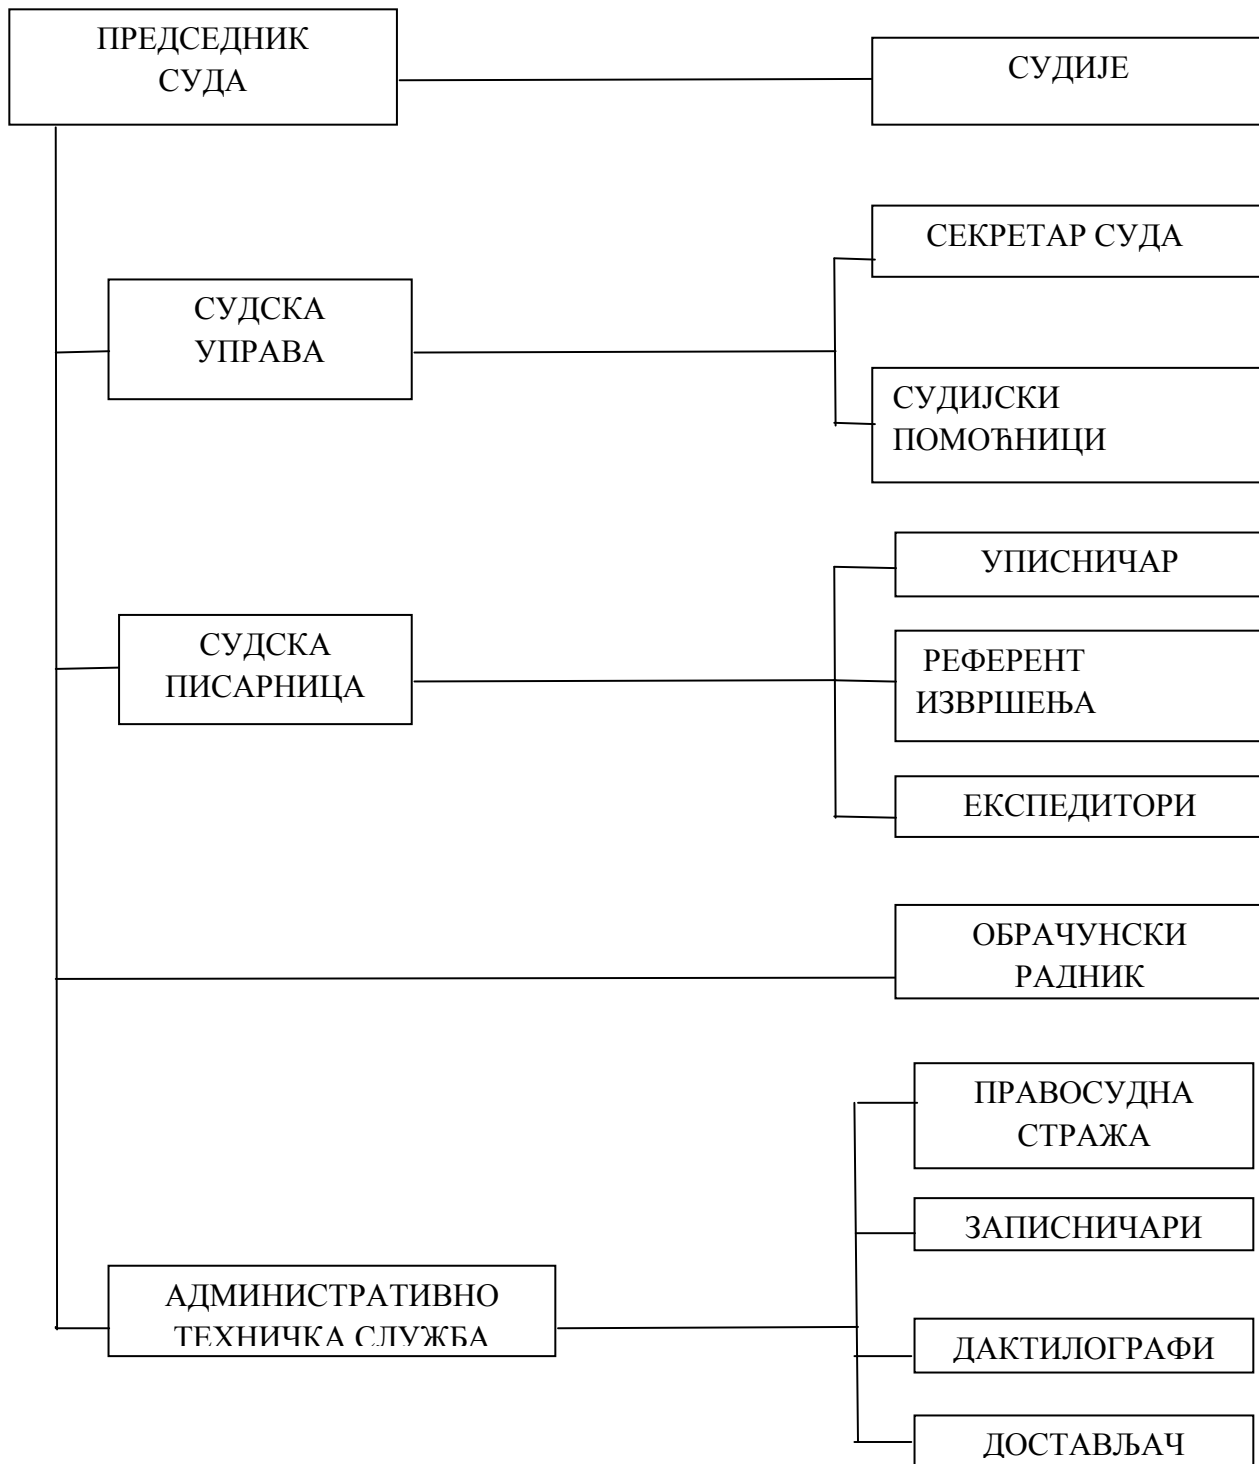 ПРЕДСЕДНИК
СУДА
СУДИЈЕ
СЕКРЕТАР СУДА
СУДСКА
УПРАВА
СУДИЈСКИ
ПОМОЋНИЦИ
УПИСНИЧАР
СУДСКА
ПИСАРНИЦА
РЕФЕРЕНТ
ИЗВРШЕЊА
ЕКСПЕДИТОРИ
ОБРАЧУНСКИ
РАДНИК
ПРАВОСУДНА
СТРАЖА
ЗАПИСНИЧАРИ
АДМИНИСТРАТИВНО
ТЕХНИЧКА СЛУЖБА
ДАКТИЛОГРАФИ
ДОСТАВЉАЧ